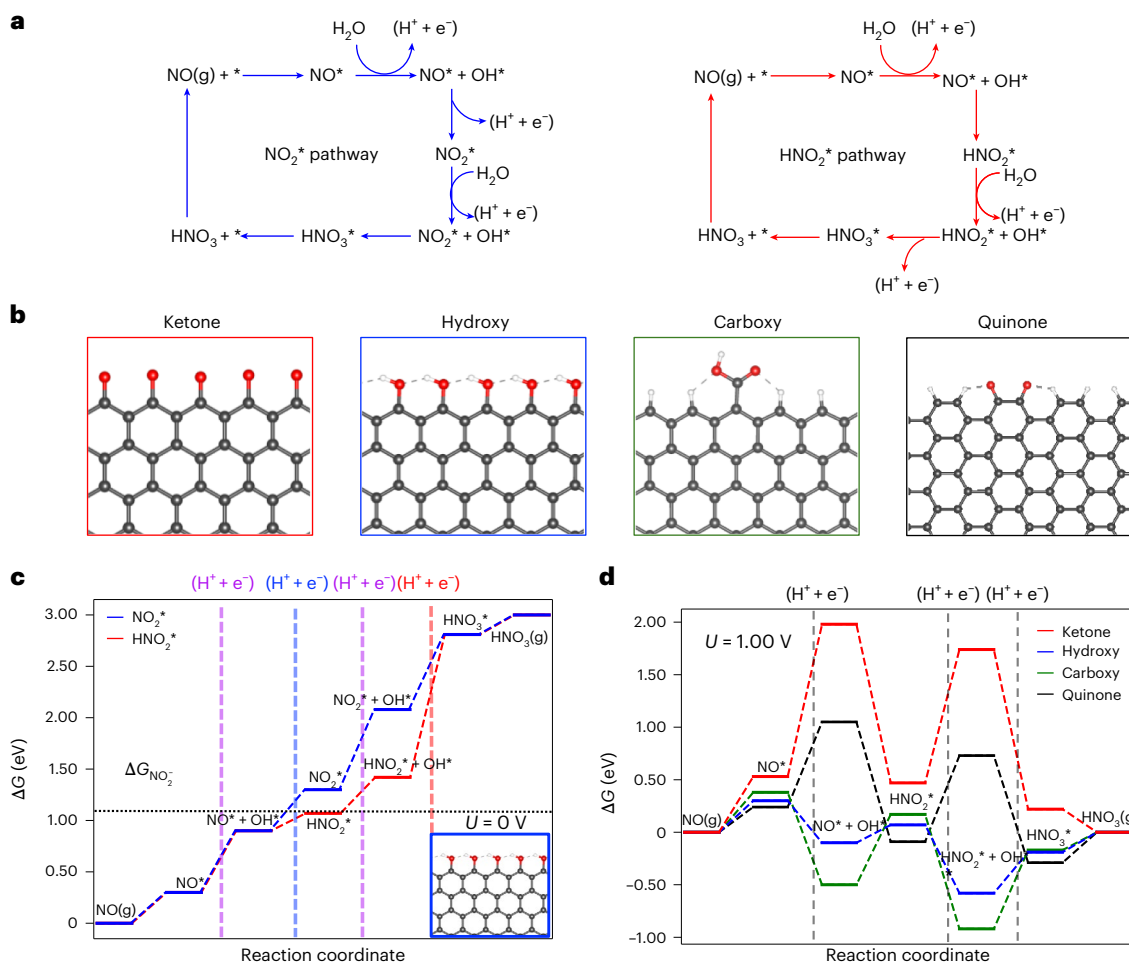 a
H₂O (H⁺ + e⁻)
NO(g) + * NO* NO* + OH*
(H⁺ + e⁻)
NO₂* pathway NO₂*
H₂O
(H⁺ + e⁻)
HNO₃ + * HNO₃* NO₂* + OH*
H₂O (H⁺ + e⁻)
NO(g) + * NO* NO* + OH*
HNO₂* pathway HNO₂*
H₂O
(H⁺ + e⁻)
HNO₃ + * HNO₃* HNO₂* + OH*
(H⁺ + e⁻)
b
Ketone Hydroxy Carboxy Quinone
c
(H⁺ + e⁻) (H⁺ + e⁻) (H⁺ + e⁻) (H⁺ + e⁻)
NO₂*
HNO₂*
ΔG (eV)
3.00
2.50
2.00
1.50
1.00
0.50
0
ΔG NO₂⁻
NO(g)
NO*
NO* + OH*
NO₂*
HNO₂*
NO₂* + OH*
HNO₂* + OH*
HNO₃*
HNO₃(g)
U = 0 V
Reaction coordinate
d
(H⁺ + e⁻) (H⁺ + e⁻) (H⁺ + e⁻)
U = 1.00 V
Ketone
Hydroxy
Carboxy
Quinone
ΔG (eV)
2.00
1.50
1.00
0.50
0
−0.50
−1.00
NO(g)
NO*
NO* + OH*
HNO₂*
HNO₂* + OH
*
HNO₃*
HNO₃(g
Reaction coordinate